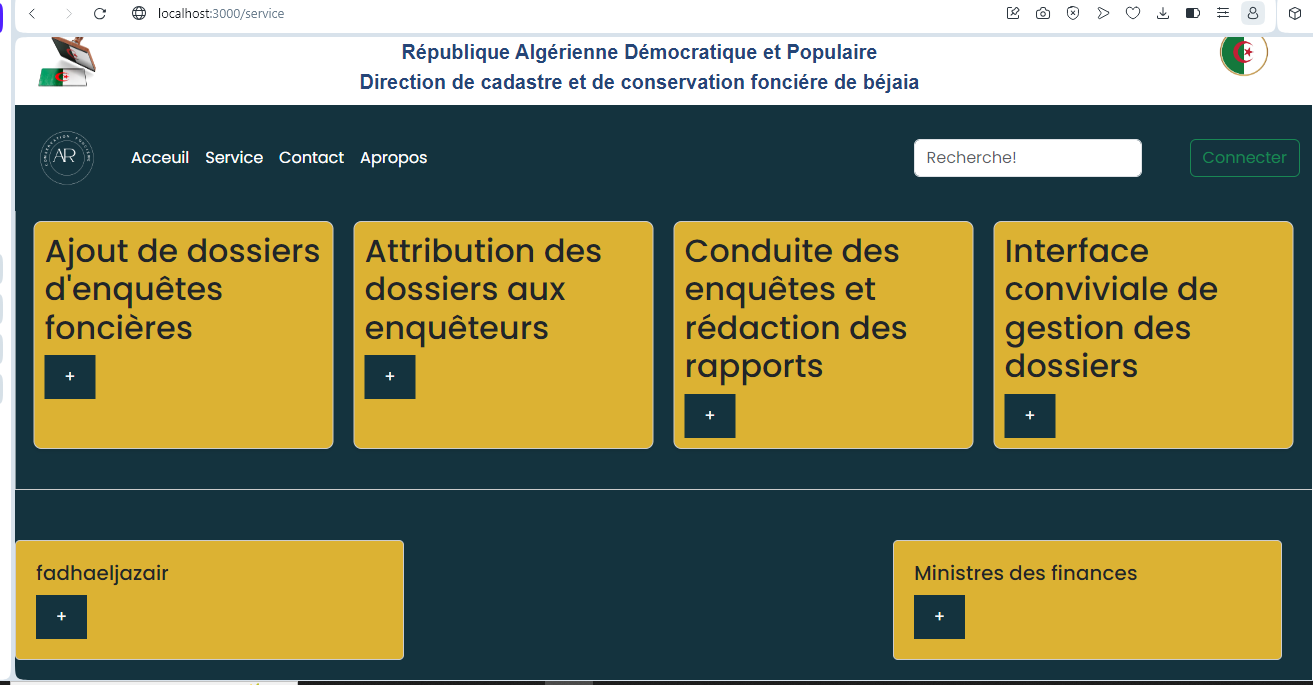 localhost:3000/service
République Algérienne Démocratique et Populaire
Direction de cadastre et de conservation fonciére de béjaia
AR
Acceuil Service Contact Apropos
Recherche!
Connecter
Ajout de dossiers
d'enquêtes
foncières
+
Attribution des
dossiers aux
enquêteurs
+
Conduite des
enquêtes et
rédaction des
rapports
+
Interface
conviviale de
gestion des
dossiers
+
fadhaeljazair
+
Ministres des finances
+